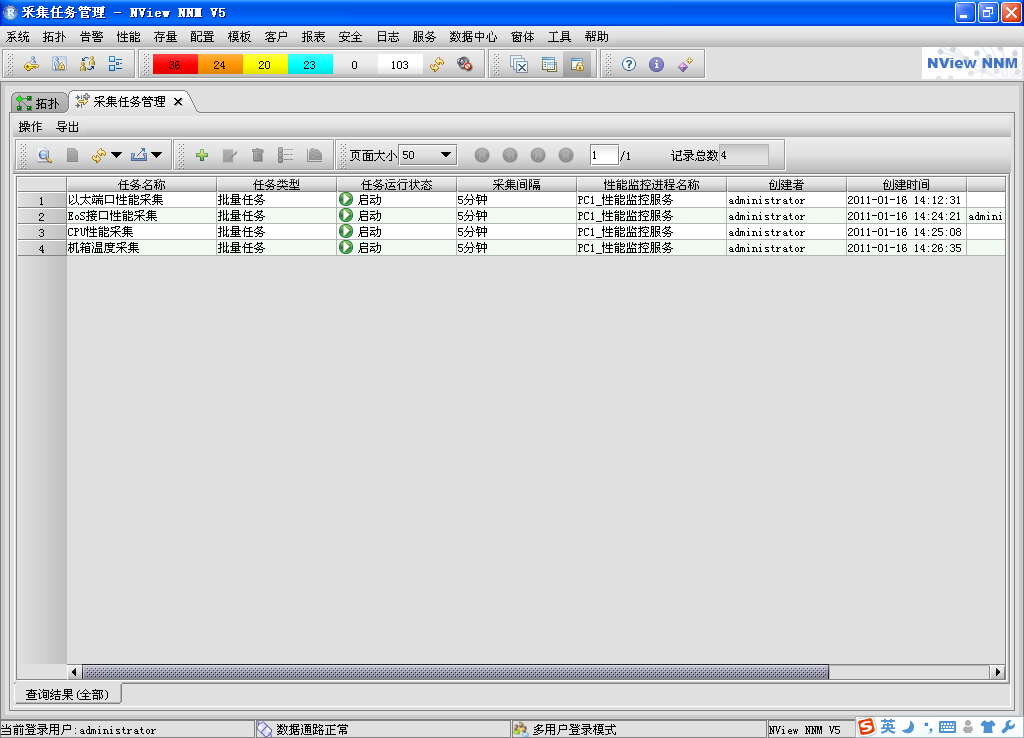 采集任务管理 - NView NNM V5
系统 拓扑 告警 性能 存量 配置 模板 客户 报表 安全 日志 服务 数据中心 窗体 工具 帮助
36 24 20 23 0 103 NView NNM
拓扑 采集任务管理
操作 导出
页面大小 50 1 /1 记录总数 4
任务名称 任务类型 任务运行状态 采集间隔 性能监控进程名称 创建者 创建时间
1 以太端口性能采集 批量任务 启动 5分钟 PC1_性能监控服务 administrator 2011-01-16 14:12:31
2 EoS接口性能采集 批量任务 启动 5分钟 PC1_性能监控服务 administrator 2011-01-16 14:24:21 admini
3 CPU性能采集 批量任务 启动 5分钟 PC1_性能监控服务 administrator 2011-01-16 14:25:08
4 机箱温度采集 批量任务 启动 5分钟 PC1_性能监控服务 administrator 2011-01-16 14:26:35
查询结果(全部)
当前登录用户:administrator 数据通路正常 多用户登录模式 NView NNM V5 英